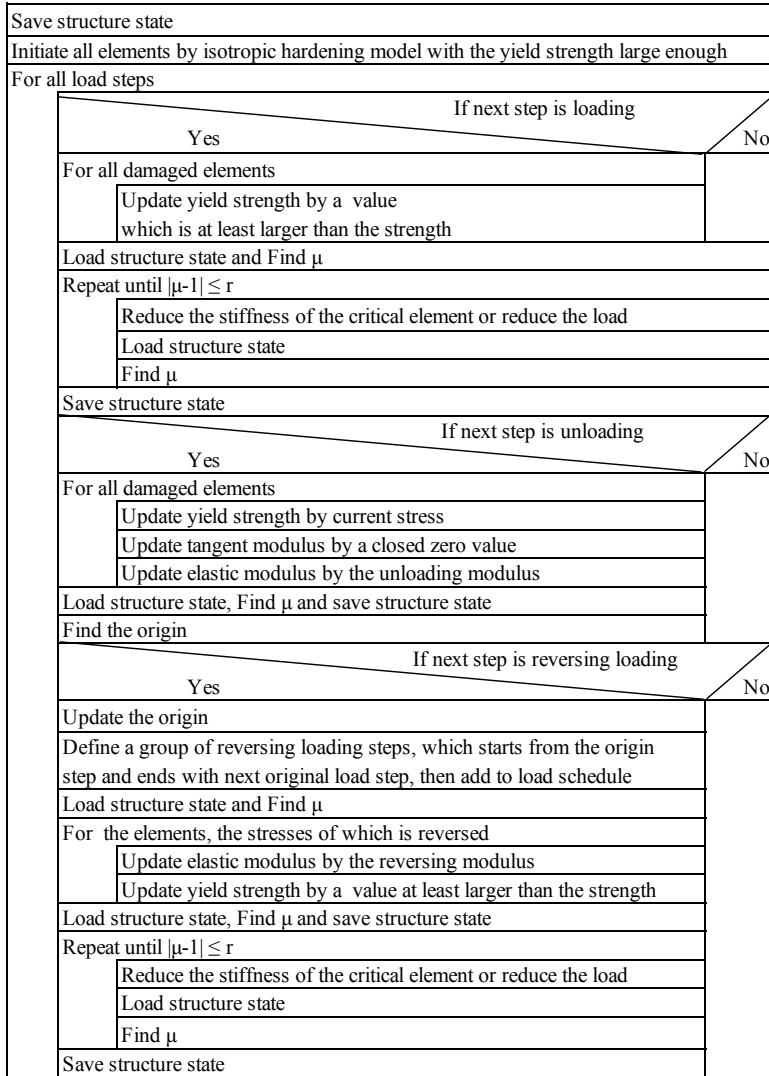 Save structure state
Initiate all elements by isotropic hardening model with the yield strength large enough
For all load steps
If next step is loading
Yes
No
For all damaged elements
Update yield strength by a value
which is at least larger than the strength
Load structure state and Find μ
Repeat until |μ-1| ≤ r
Reduce the stiffness of the critical element or reduce the load
Load structure state
Find μ
Save structure state
If next step is unloading
Yes
No
For all damaged elements
Update yield strength by current stress
Update tangent modulus by a closed zero value
Update elastic modulus by the unloading modulus
Load structure state, Find μ and save structure state
Find the origin
If next step is reversing loading
Yes
No
Update the origin
Define a group of reversing loading steps, which starts from the origin
step and ends with next original load step, then add to load schedule
Load structure state and Find μ
For the elements, the stresses of which is reversed
Update elastic modulus by the reversing modulus
Update yield strength by a value at least larger than the strength
Load structure state, Find μ and save structure state
Repeat until |μ-1| ≤ r
Reduce the stiffness of the critical element or reduce the load
Load structure state
Find μ
Save structure state